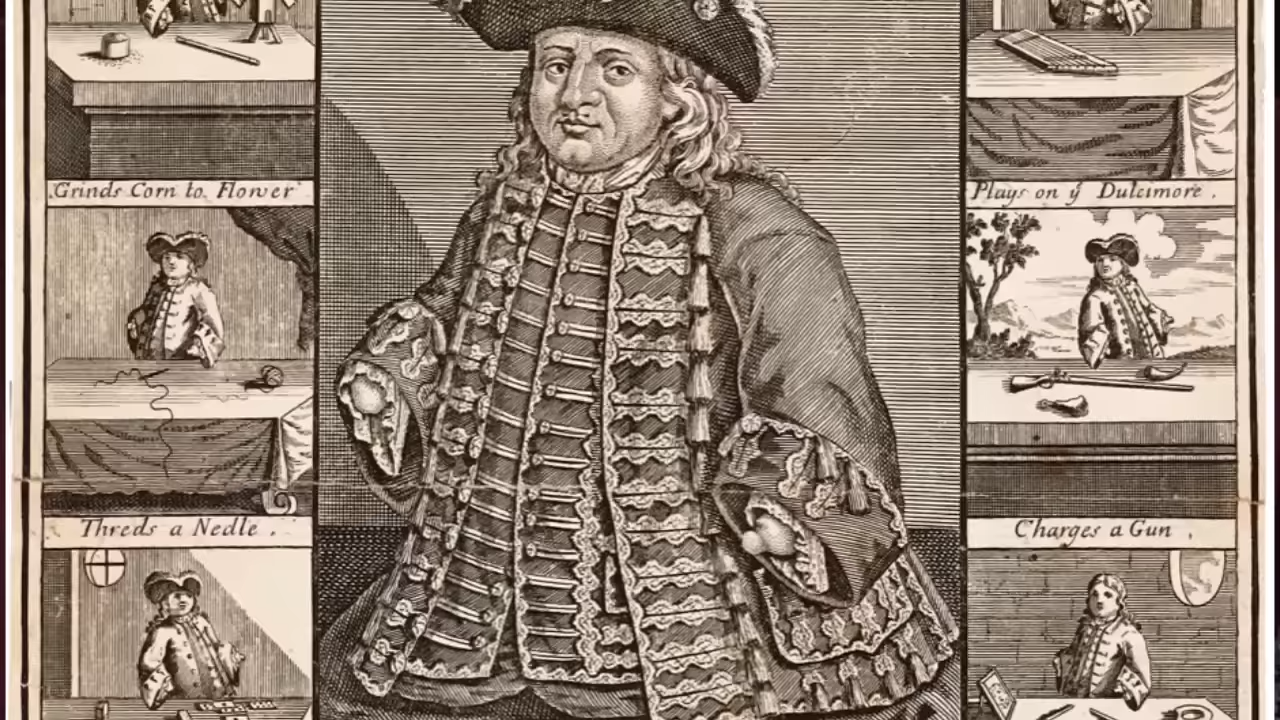 Grinds Corn to Flower
Plays on ÿ Dulcimore .
Threds a Nedle .
Charges a Gun ,